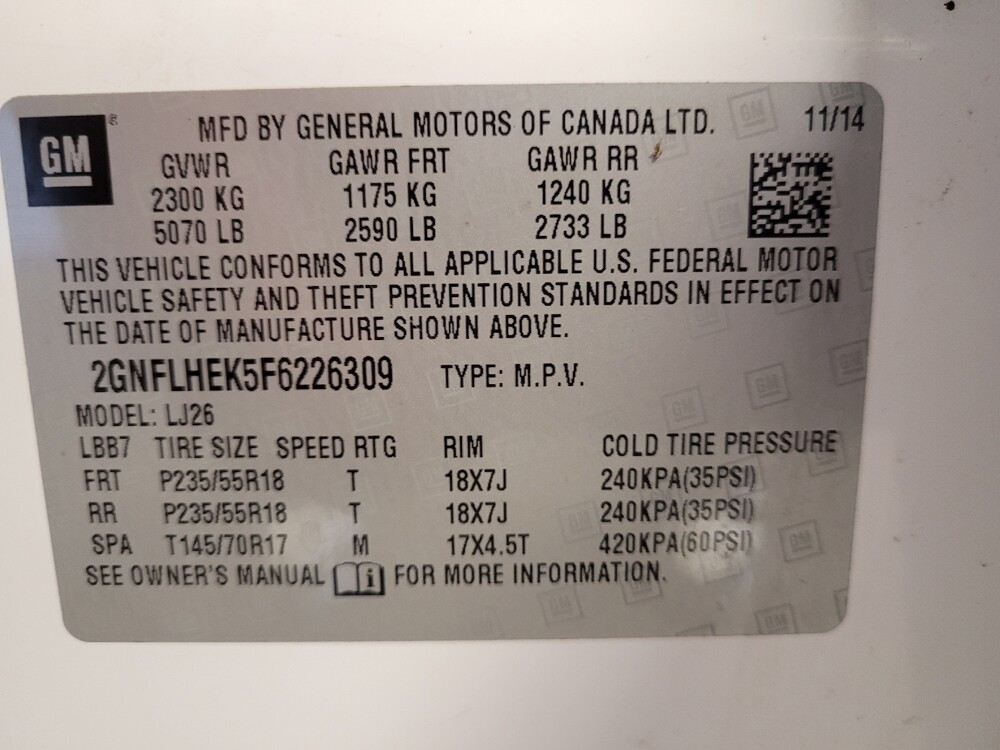 GM ® MFD BY GENERAL MOTORS OF CANADA LTD. 11/14
GVWR GAWR FRT GAWR RR
2300 KG 1175 KG 1240 KG
5070 LB 2590 LB 2733 LB
THIS VEHICLE CONFORMS TO ALL APPLICABLE U.S. FEDERAL MOTOR
VEHICLE SAFETY AND THEFT PREVENTION STANDARDS IN EFFECT ON
THE DATE OF MANUFACTURE SHOWN ABOVE.
2GNFLHEK5F6226309 TYPE: M.P.V.
MODEL: LJ26
LBB7 TIRE SIZE SPEED RTG RIM COLD TIRE PRESSURE
FRT P235/55R18 T 18X7J 240KPA(35PSI)
RR P235/55R18 T 18X7J 240KPA(35PSI)
SPA T145/70R17 M 17X4.5T 420KPA(60PSI)
SEE OWNER'S MANUAL i FOR MORE INFORMATION.